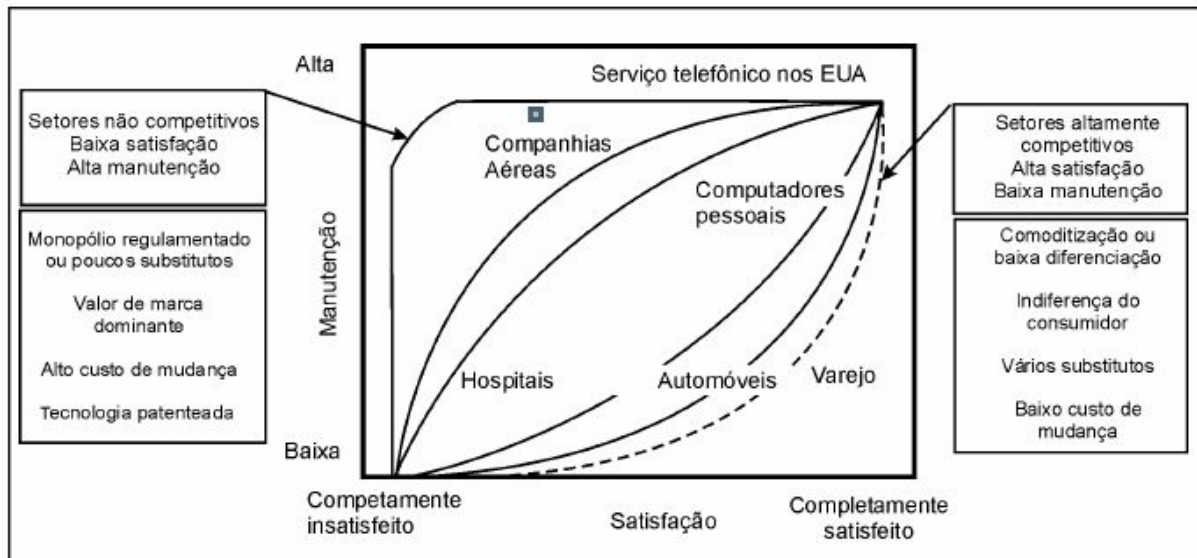 Alta
Serviço telefônico nos EUA
Setores não competitivos
Baixa satisfação
Alta manutenção
Monopólio regulamentado
ou poucos substitutos
Valor de marca
dominante
Alto custo de mudança
Tecnologia patenteada
Manutenção
Companhias
Aéreas
Computadores
pessoais
Hospitais
Automóveis
Varejo
Setores altamente
competitivos
Alta satisfação
Baixa manutenção
Comoditização ou
baixa diferenciação
Indiferença do
consumidor
Vários substitutos
Baixo custo de
mudança
Baixa
Competamente
insatisfeito
Satisfação
Completamente
satisfeito